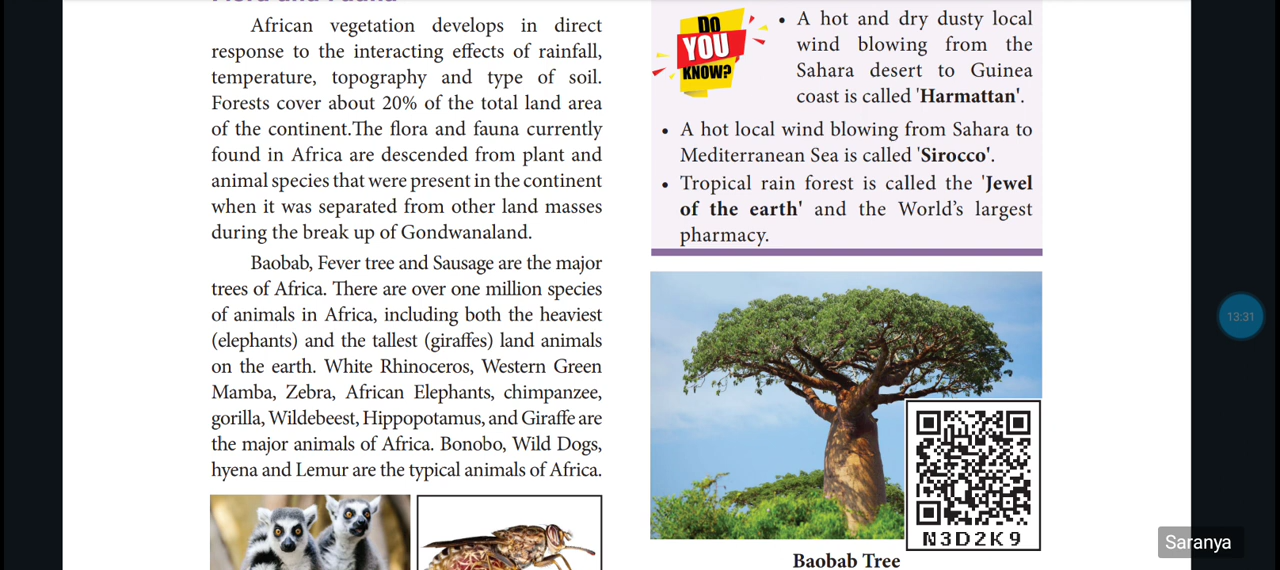 Flora and Fauna
African vegetation develops in direct
response to the interacting effects of rainfall,
temperature, topography and type of soil.
Forests cover about 20% of the total land area
of the continent.The flora and fauna currently
found in Africa are descended from plant and
animal species that were present in the continent
when it was separated from other land masses
during the break up of Gondwanaland.
Baobab, Fever tree and Sausage are the major
trees of Africa. There are over one million species
of animals in Africa, including both the heaviest
(elephants) and the tallest (giraffes) land animals
on the earth. White Rhinoceros, Western Green
Mamba, Zebra, African Elephants, chimpanzee,
gorilla, Wildebeest, Hippopotamus, and Giraffe are
the major animals of Africa. Bonobo, Wild Dogs,
hyena and Lemur are the typical animals of Africa.
DO
YOU
KNOW?
• A hot and dry dusty local
wind blowing from the
Sahara desert to Guinea
coast is called 'Harmattan'.
• A hot local wind blowing from Sahara to
Mediterranean Sea is called 'Sirocco'.
• Tropical rain forest is called the 'Jewel
of the earth' and the World’s largest
pharmacy.
N3D2K9
Baobab Tree
13:31
Saranya